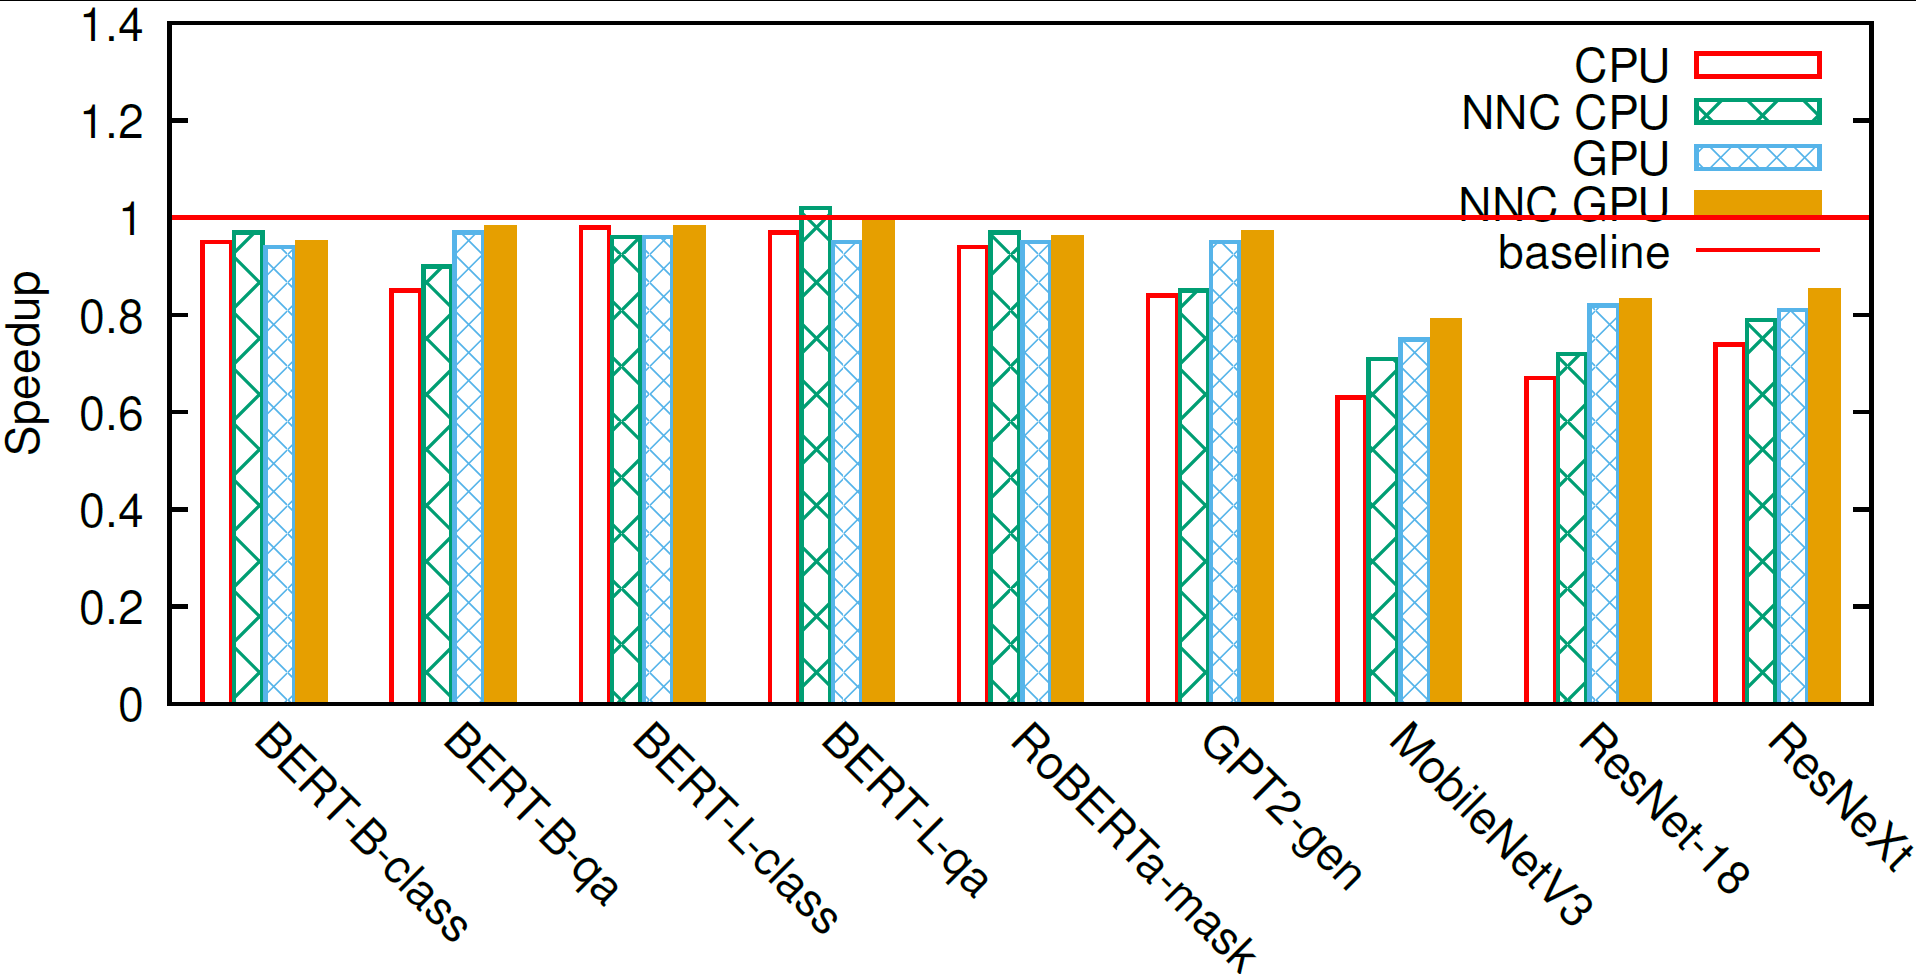 1.4
1.2
1
0.8
0.6
0.4
0.2
0
Speedup
CPU
NNC CPU
GPU
NNC GPU
baseline
BERT-B-class
BERT-B-qa
BERT-L-class
BERT-L-qa
RoBERTa-mask
GPT2-gen
MobileNetV3
ResNet-18
ResNeXt